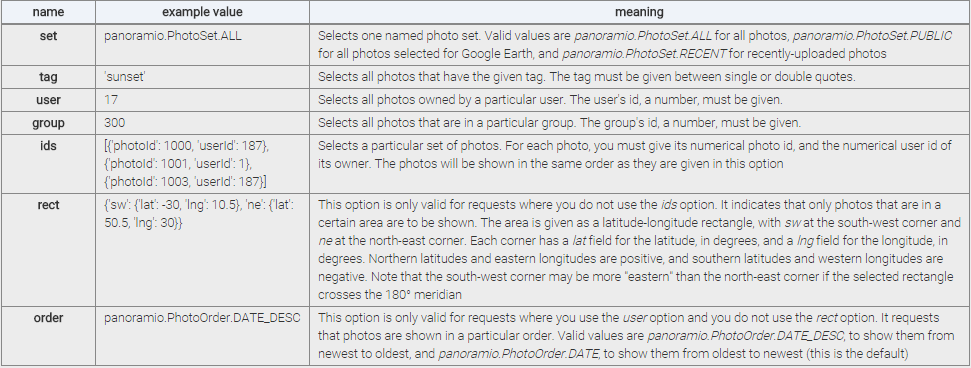 name example value meaning
set panoramio.PhotoSet.ALL Selects one named photo set. Valid values are panoramio.PhotoSet.ALL for all photos, panoramio.PhotoSet.PUBLIC
for all photos selected for Google Earth, and panoramio.PhotoSet.RECENT for recently-uploaded photos
tag 'sunset' Selects all photos that have the given tag. The tag must be given between single or double quotes.
user 17 Selects all photos owned by a particular user. The user's id, a number, must be given.
group 300 Selects all photos that are in a particular group. The group's id, a number, must be given.
ids [{'photoId': 1000, 'userId': 187}, Selects a particular set of photos. For each photo, you must give its numerical photo id, and the numerical user id of
{'photoId': 1001, 'userId': 1}, its owner. The photos will be shown in the same order as they are given in this option
{'photoId': 1003, 'userId': 187}]
rect {'sw': {'lat': -30, 'lng': 10.5}, 'ne': {'lat': This option is only valid for requests where you do not use the ids option. It indicates that only photos that are in a
50.5, 'lng': 30}} certain area are to be shown. The area is given as a latitude-longitude rectangle, with sw at the south-west corner and
ne at the north-east corner. Each corner has a lat field for the latitude, in degrees, and a lng field for the longitude, in
degrees. Northern latitudes and eastern longitudes are positive, and southern latitudes and western longitudes are
negative. Note that the south-west corner may be more "eastern" than the north-east corner if the selected rectangle
crosses the 180° meridian
order panoramio.PhotoOrder.DATE_DESC This option is only valid for requests where you use the user option and you do not use the rect option. It requests
that photos are shown in a particular order. Valid values are panoramio.PhotoOrder.DATE_DESC, to show them from
newest to oldest, and panoramio.PhotoOrder.DATE, to show them from oldest to newest (this is the default)